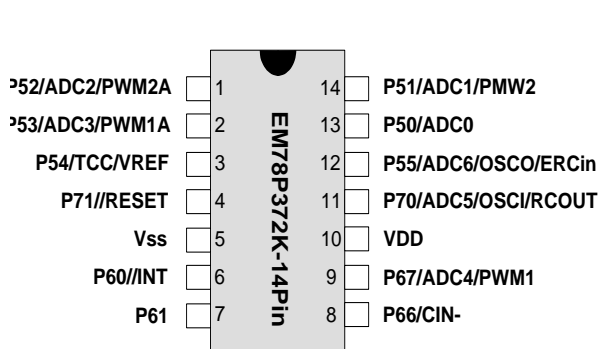 P52/ADC2/PWM2A 1 14 P51/ADC1/PMW2
P53/ADC3/PWM1A 2 13 P50/ADC0
P54/TCC/VREF 3 12 P55/ADC6/OSCO/ERCin
P71//RESET 4 11 P70/ADC5/OSCI/RCOUT
Vss 5 10 VDD
P60//INT 6 9 P67/ADC4/PWM1
P61 7 8 P66/CIN-
EM78P372K-14Pin